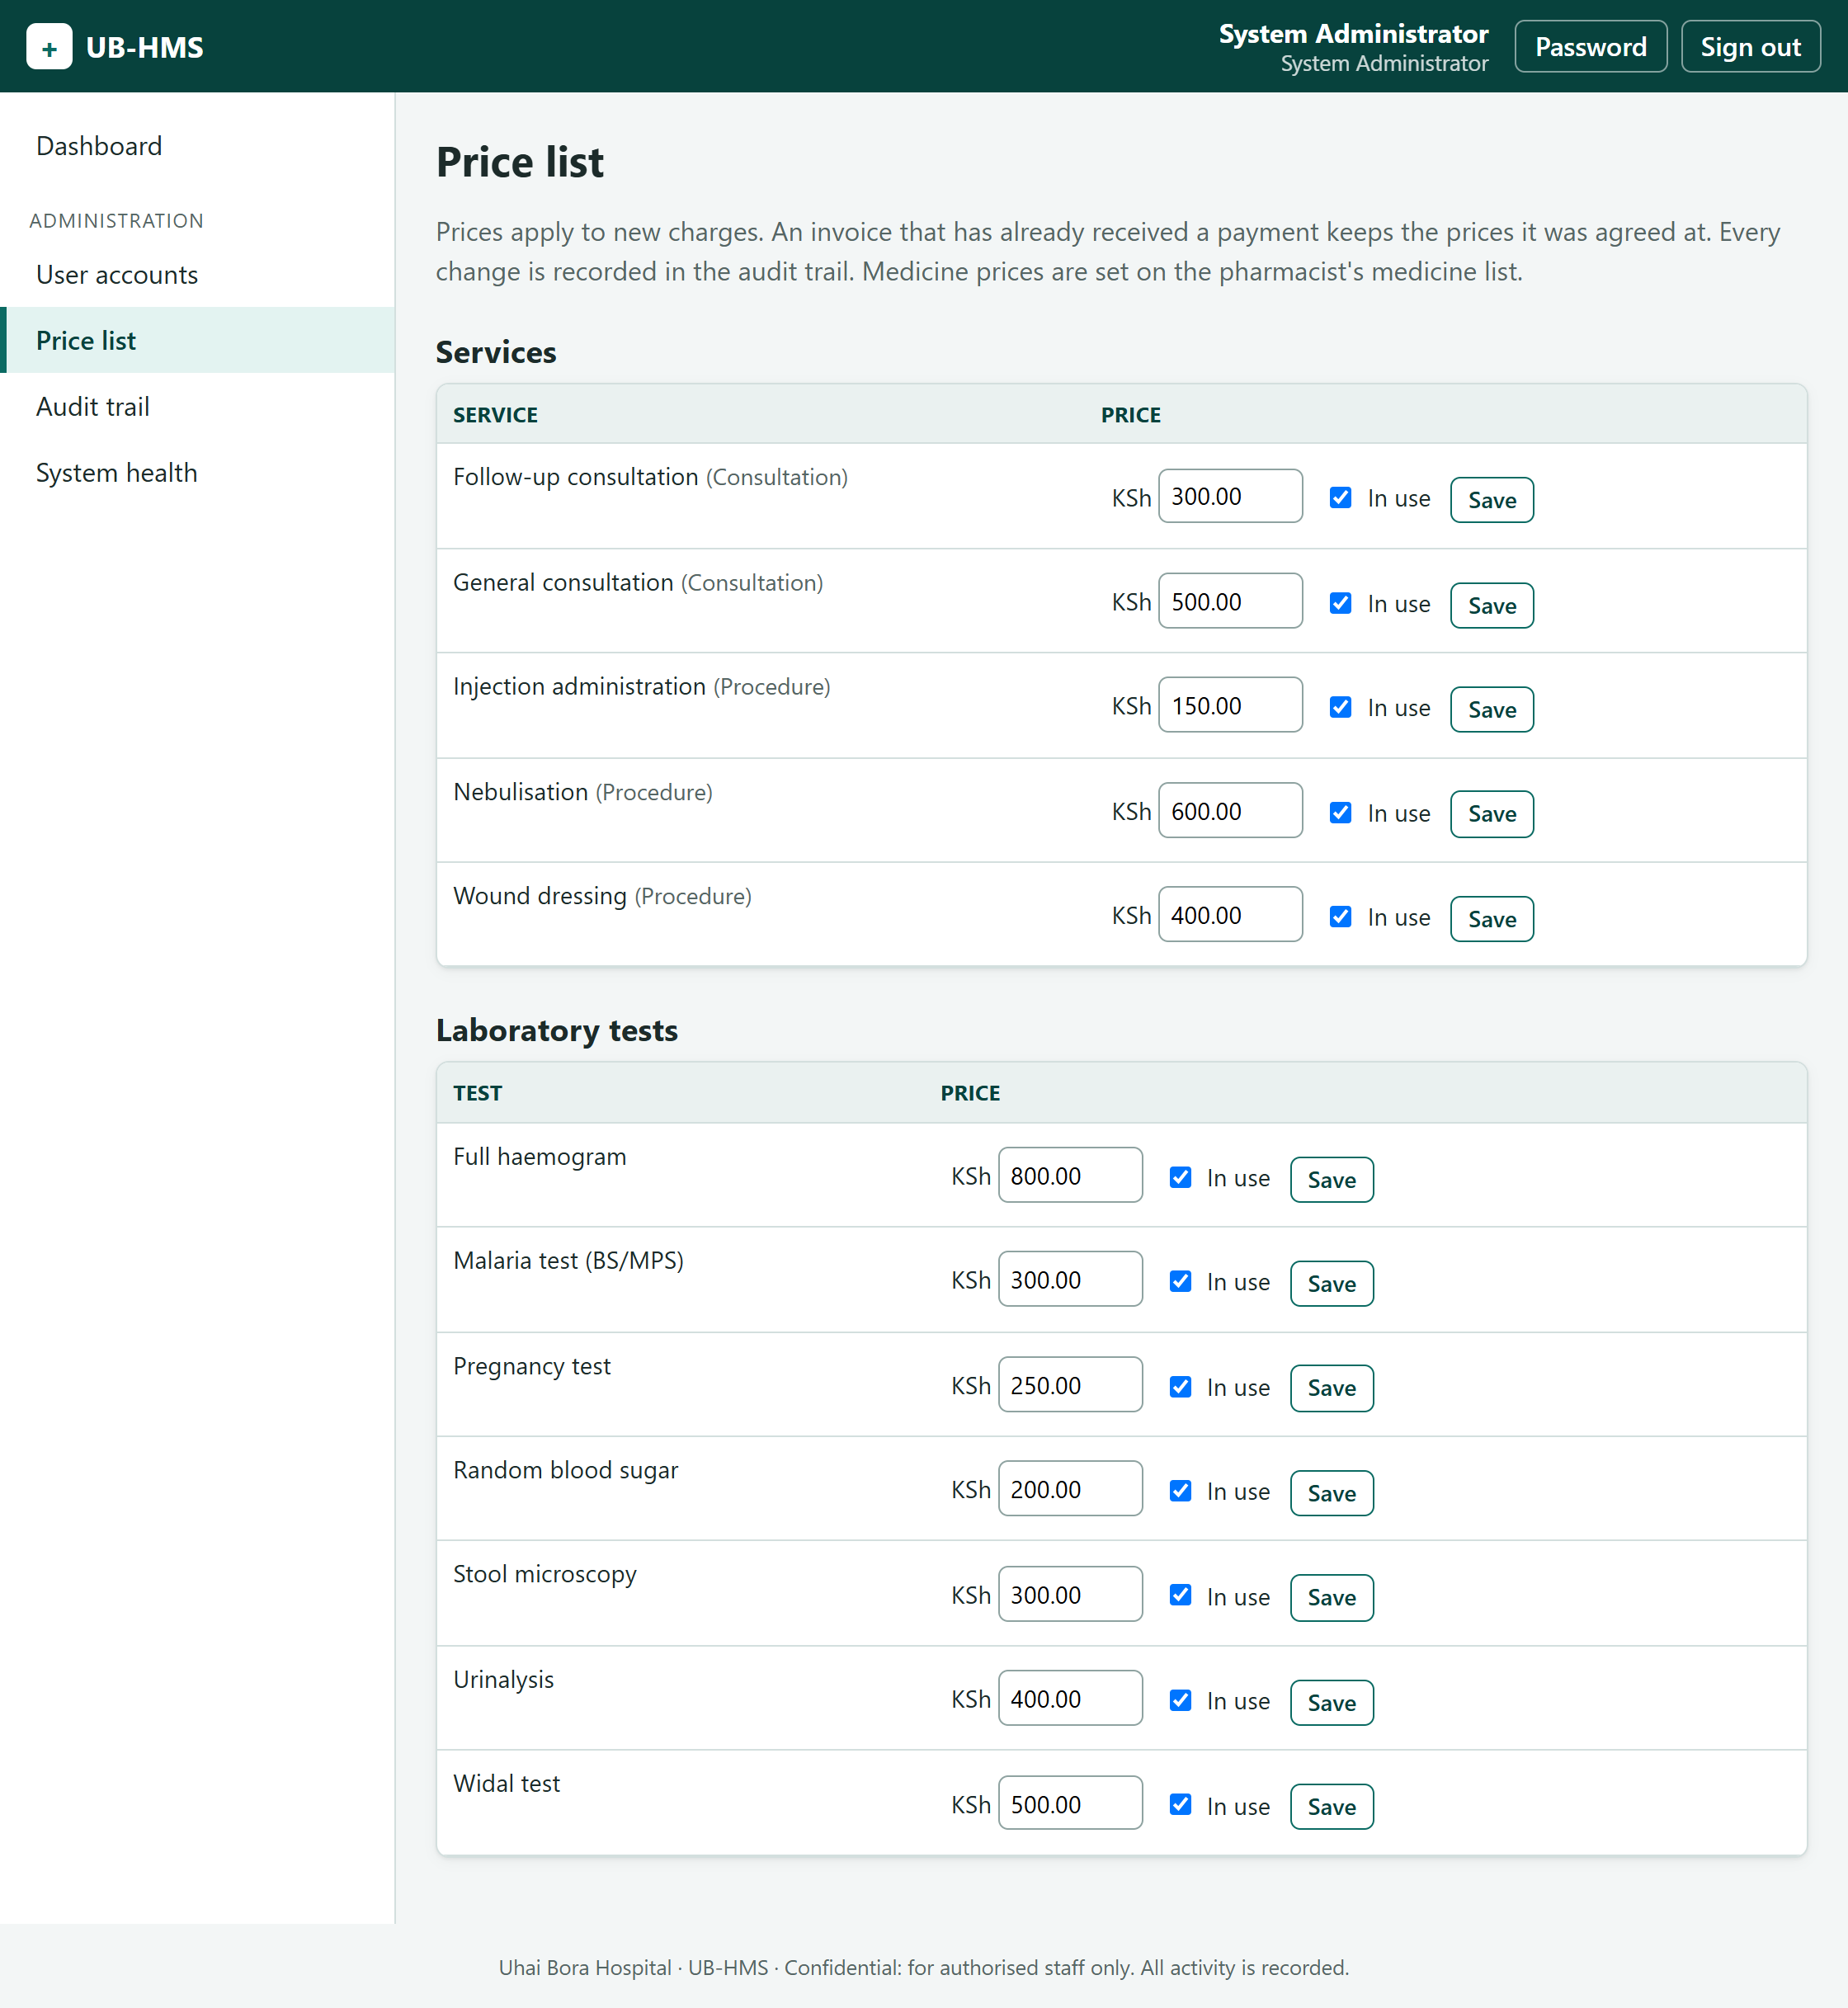 + UB-HMS
System Administrator
System Administrator
Password
Sign out
Dashboard
ADMINISTRATION
User accounts
Price list
Audit trail
System health
Price list
Prices apply to new charges. An invoice that has already received a payment keeps the prices it was agreed at. Every
change is recorded in the audit trail. Medicine prices are set on the pharmacist's medicine list.
Services
SERVICE PRICE
Follow-up consultation (Consultation) KSh 300.00 In use Save
General consultation (Consultation) KSh 500.00 In use Save
Injection administration (Procedure) KSh 150.00 In use Save
Nebulisation (Procedure) KSh 600.00 In use Save
Wound dressing (Procedure) KSh 400.00 In use Save
Laboratory tests
TEST PRICE
Full haemogram KSh 800.00 In use Save
Malaria test (BS/MPS) KSh 300.00 In use Save
Pregnancy test KSh 250.00 In use Save
Random blood sugar KSh 200.00 In use Save
Stool microscopy KSh 300.00 In use Save
Urinalysis KSh 400.00 In use Save
Widal test KSh 500.00 In use Save
Uhai Bora Hospital · UB-HMS · Confidential: for authorised staff only. All activity is recorded.